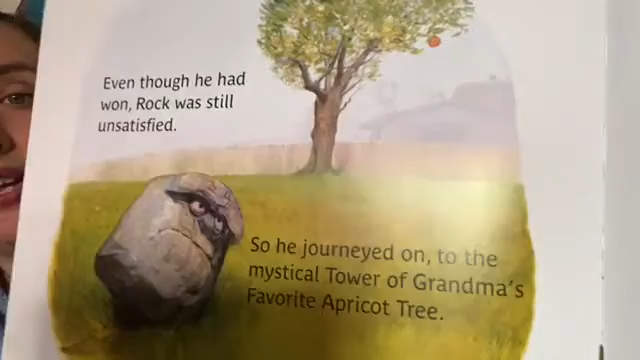 Even though he had
won, Rock was still
unsatisfied.
So he journeyed on, to the
mystical Tower of Grandma's
Favorite Apricot Tree.